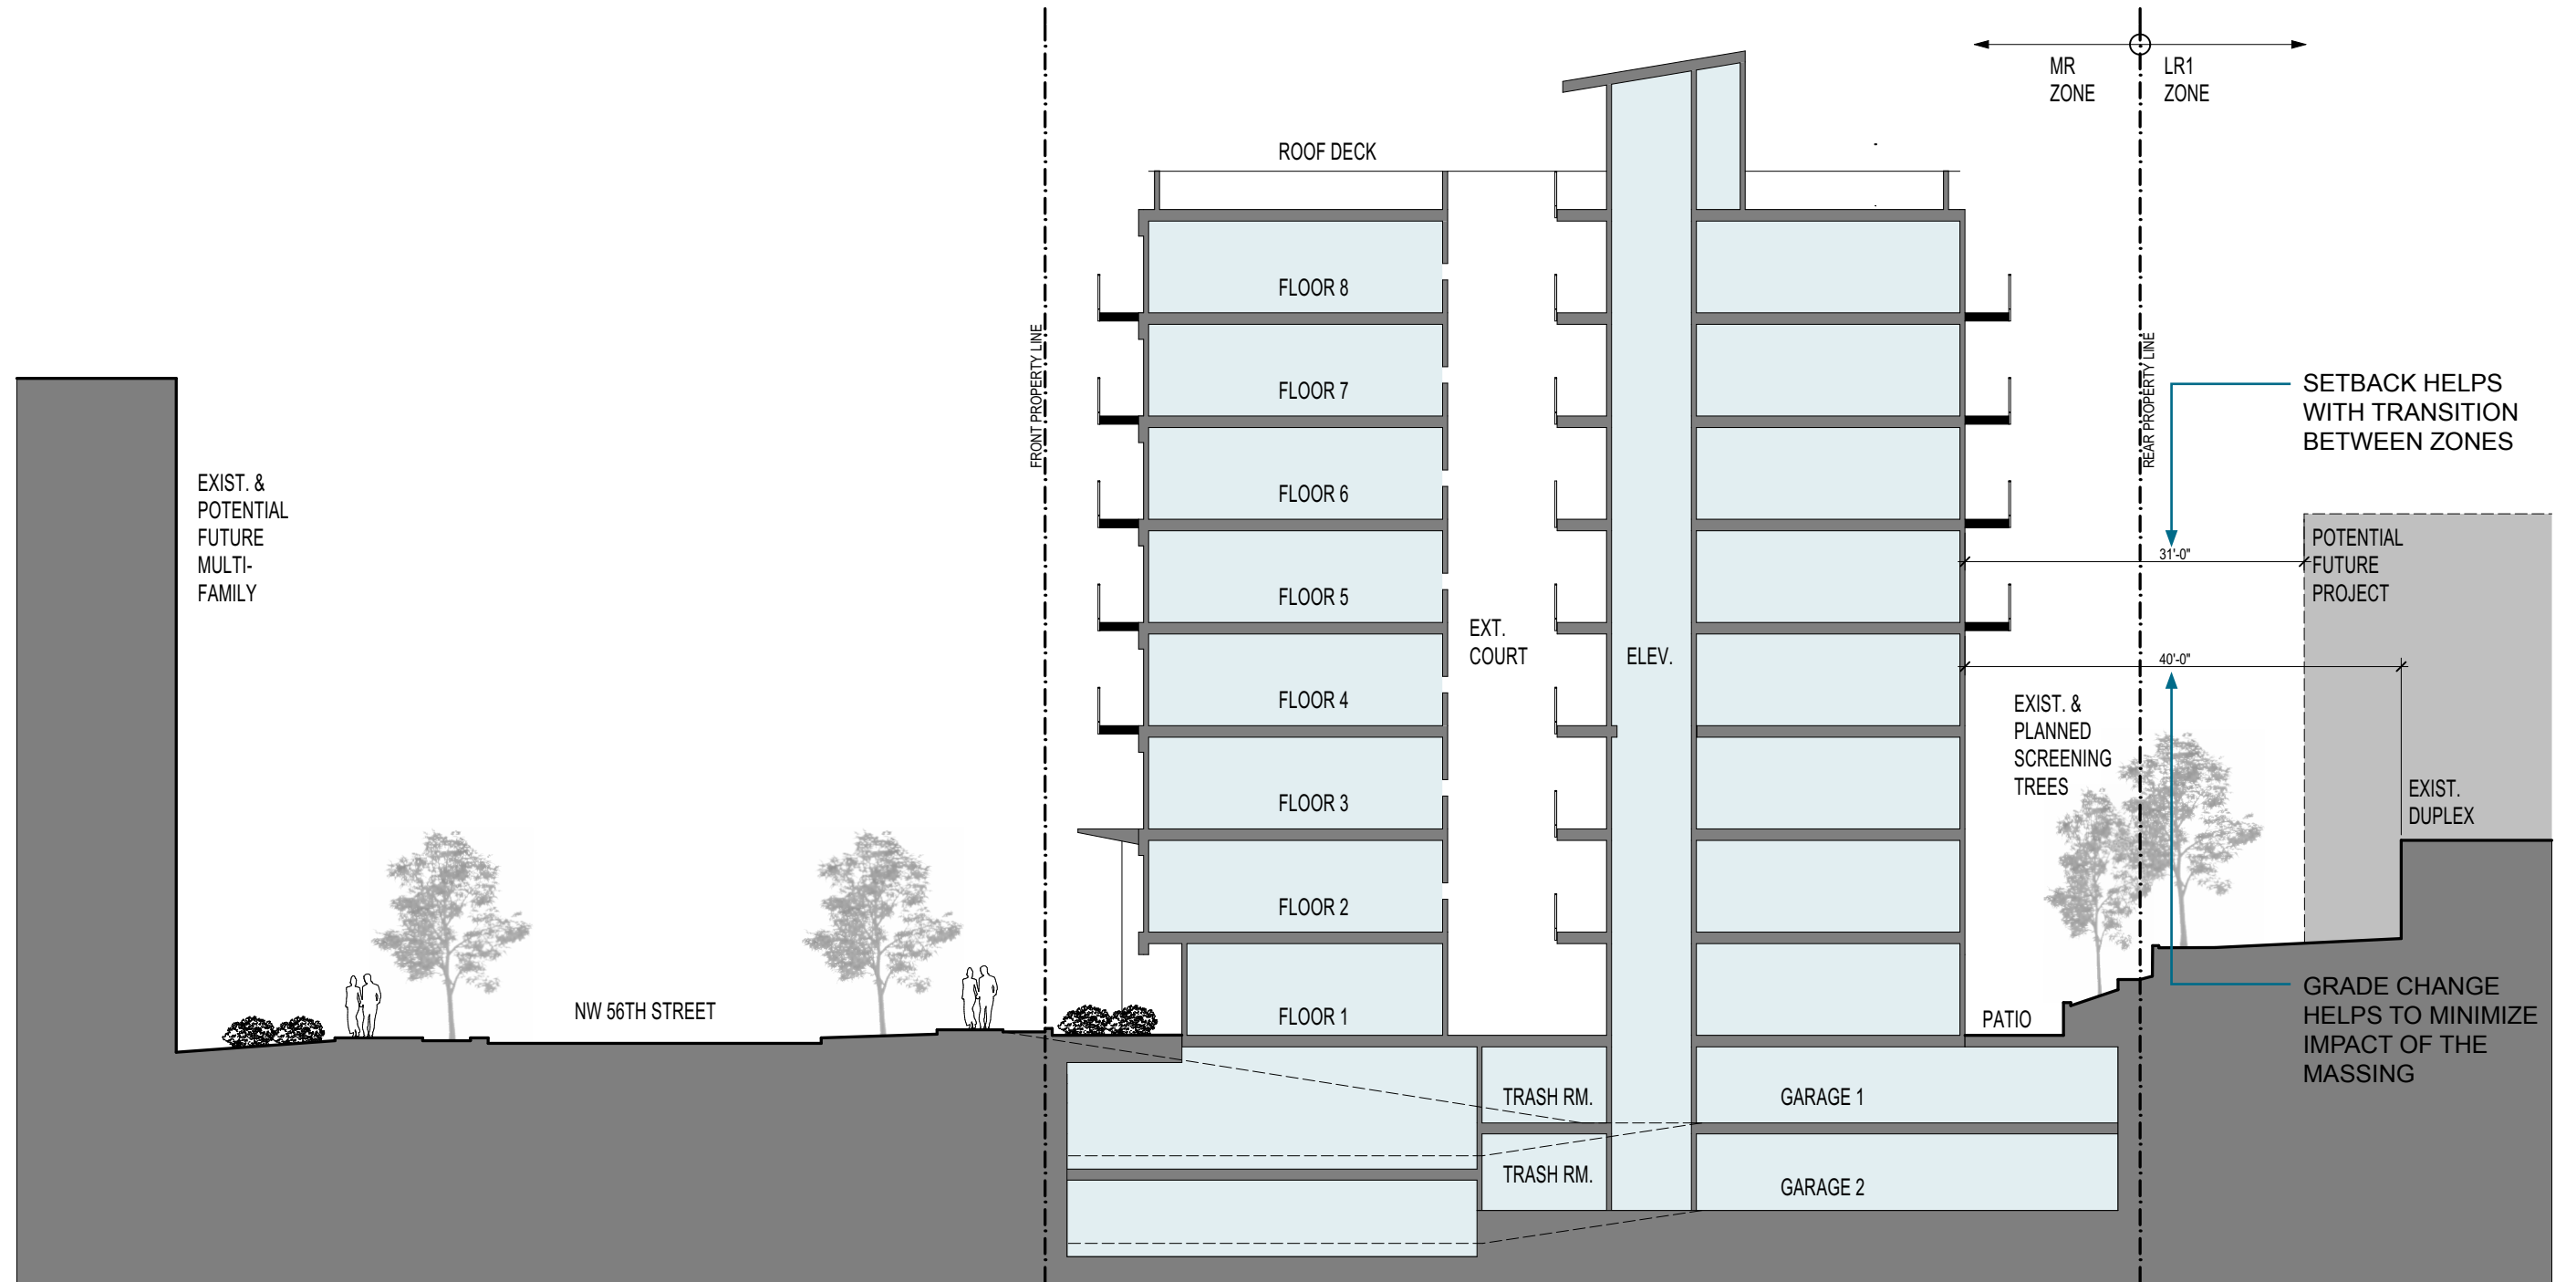 MR
ZONE
LR1
ZONE
ROOF DECK
FLOOR 8
FLOOR 7
FLOOR 6
FLOOR 5
FLOOR 4
FLOOR 3
FLOOR 2
FLOOR 1
EXT.
COURT
ELEV.
FRONT PROPERTY LINE
REAR PROPERTY LINE
EXIST. &
POTENTIAL
FUTURE
MULTI-
FAMILY
NW 56TH STREET
SETBACK HELPS
WITH TRANSITION
BETWEEN ZONES
31'-0"
POTENTIAL
FUTURE
PROJECT
40'-0"
EXIST. &
PLANNED
SCREENING
TREES
EXIST.
DUPLEX
PATIO
GRADE CHANGE
HELPS TO MINIMIZE
IMPACT OF THE
MASSING
TRASH RM.
GARAGE 1
TRASH RM.
GARAGE 2